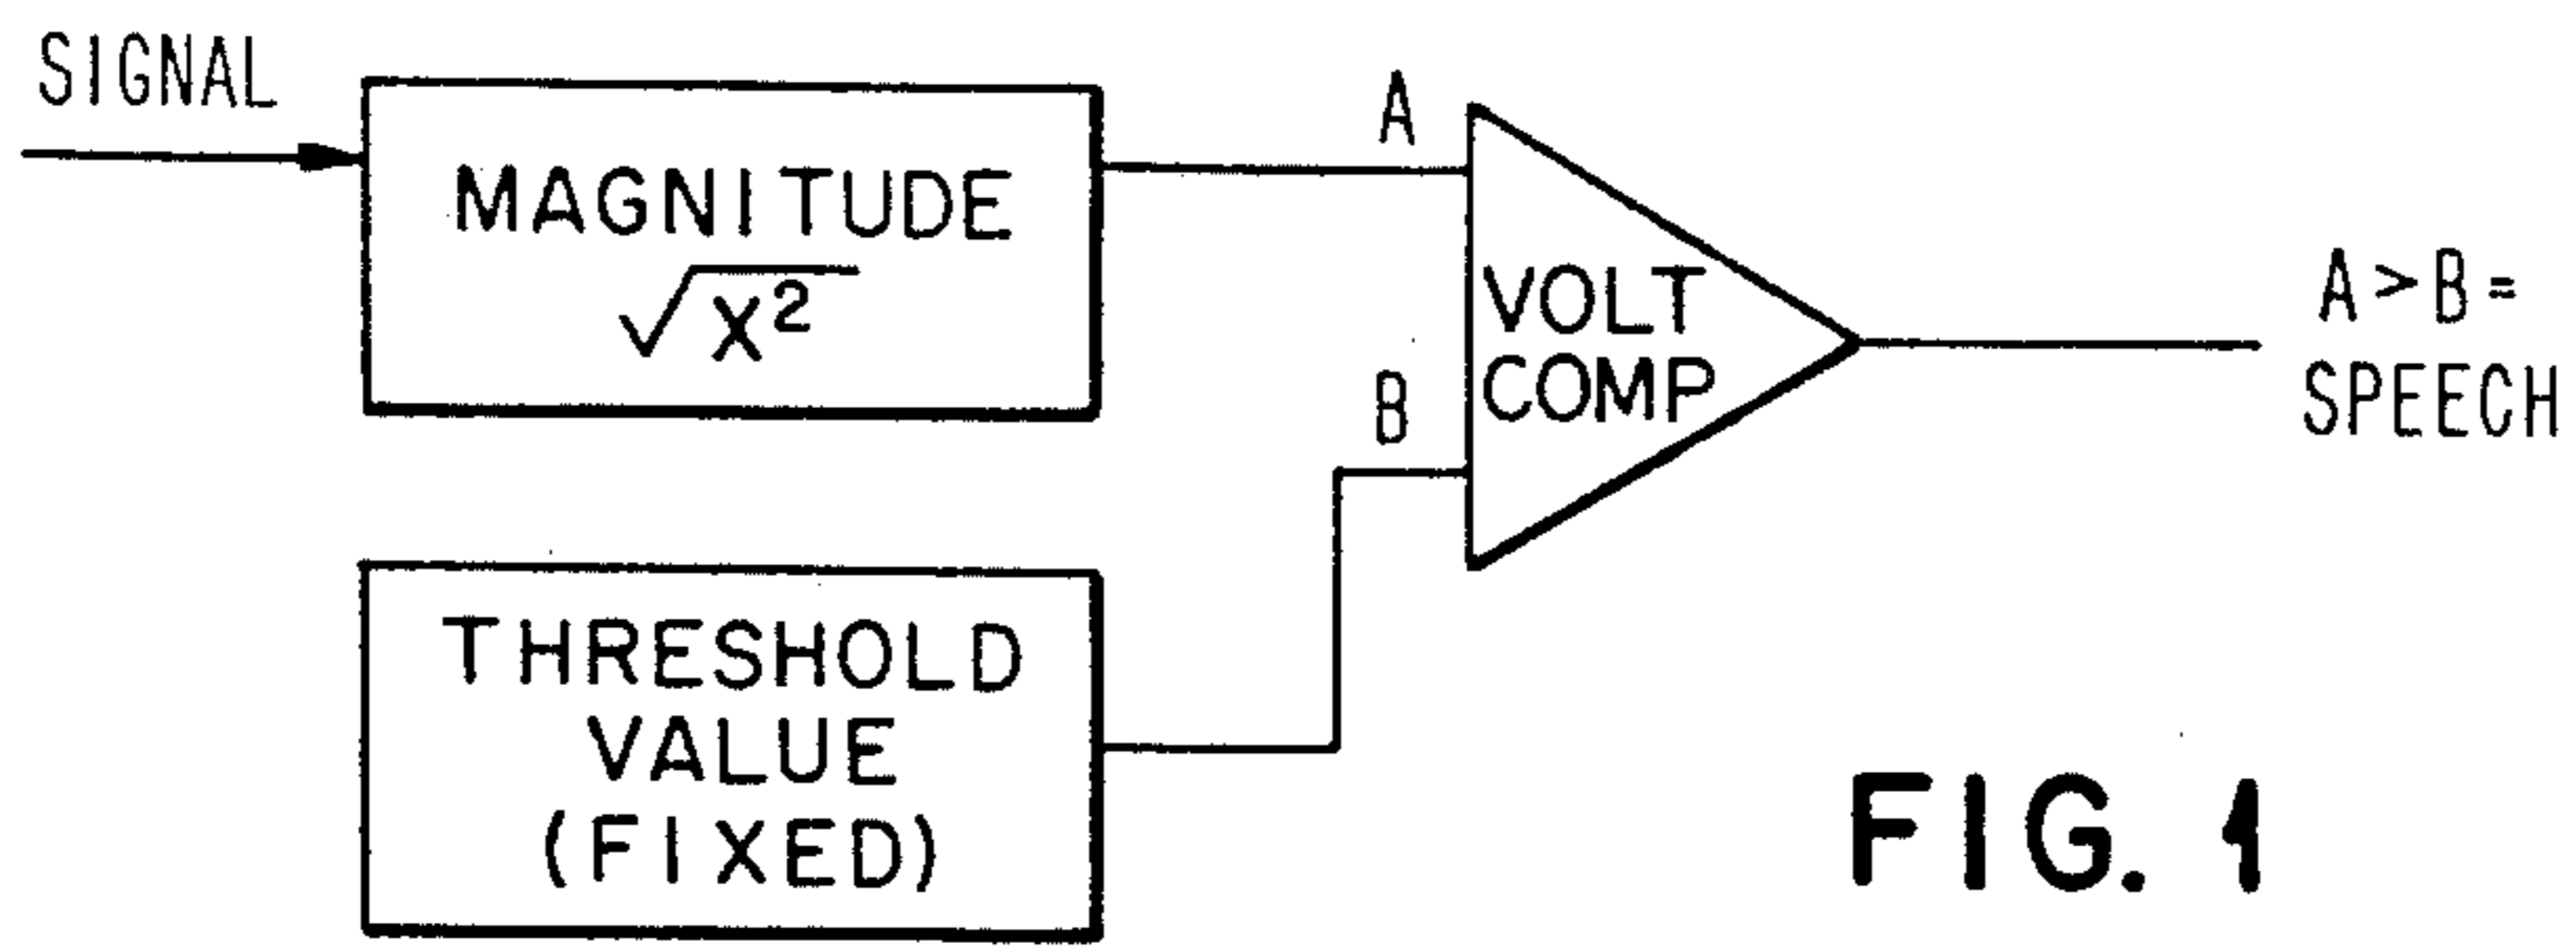 SIGNAL
MAGNITUDE
√X²
A
B
VOLT
COMP
A > B =
SPEECH
THRESHOLD
VALUE
(FIXED)
FIG. 1